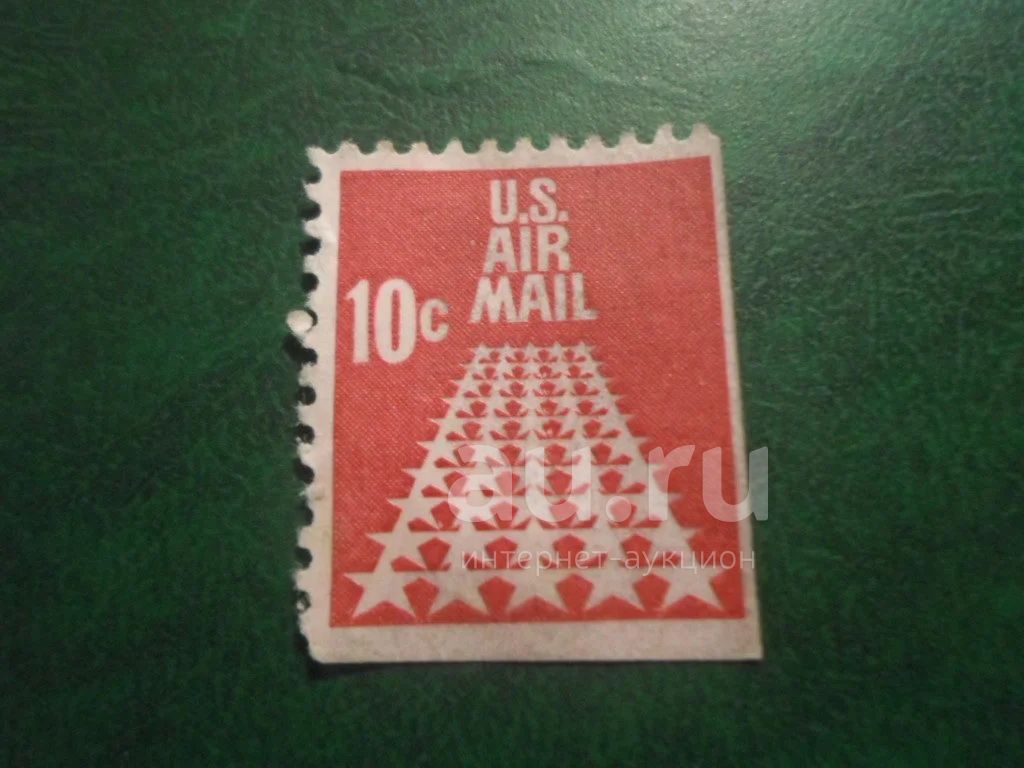 U.S.
AIR
MAIL
10c
au.ru
интернет-аукцион